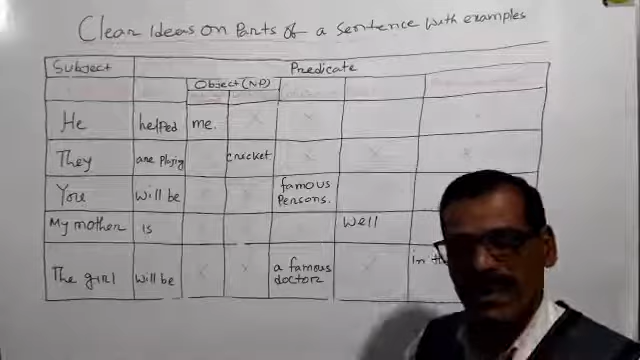 Clear Ideas on Parts of a Sentence with examples
Subject Predicate
Object (NP)
He helped me. × ×
They are Playing cricket × × ×
You will be famous Persons.
My mother is well
The girl will be × × a famous doctor × in